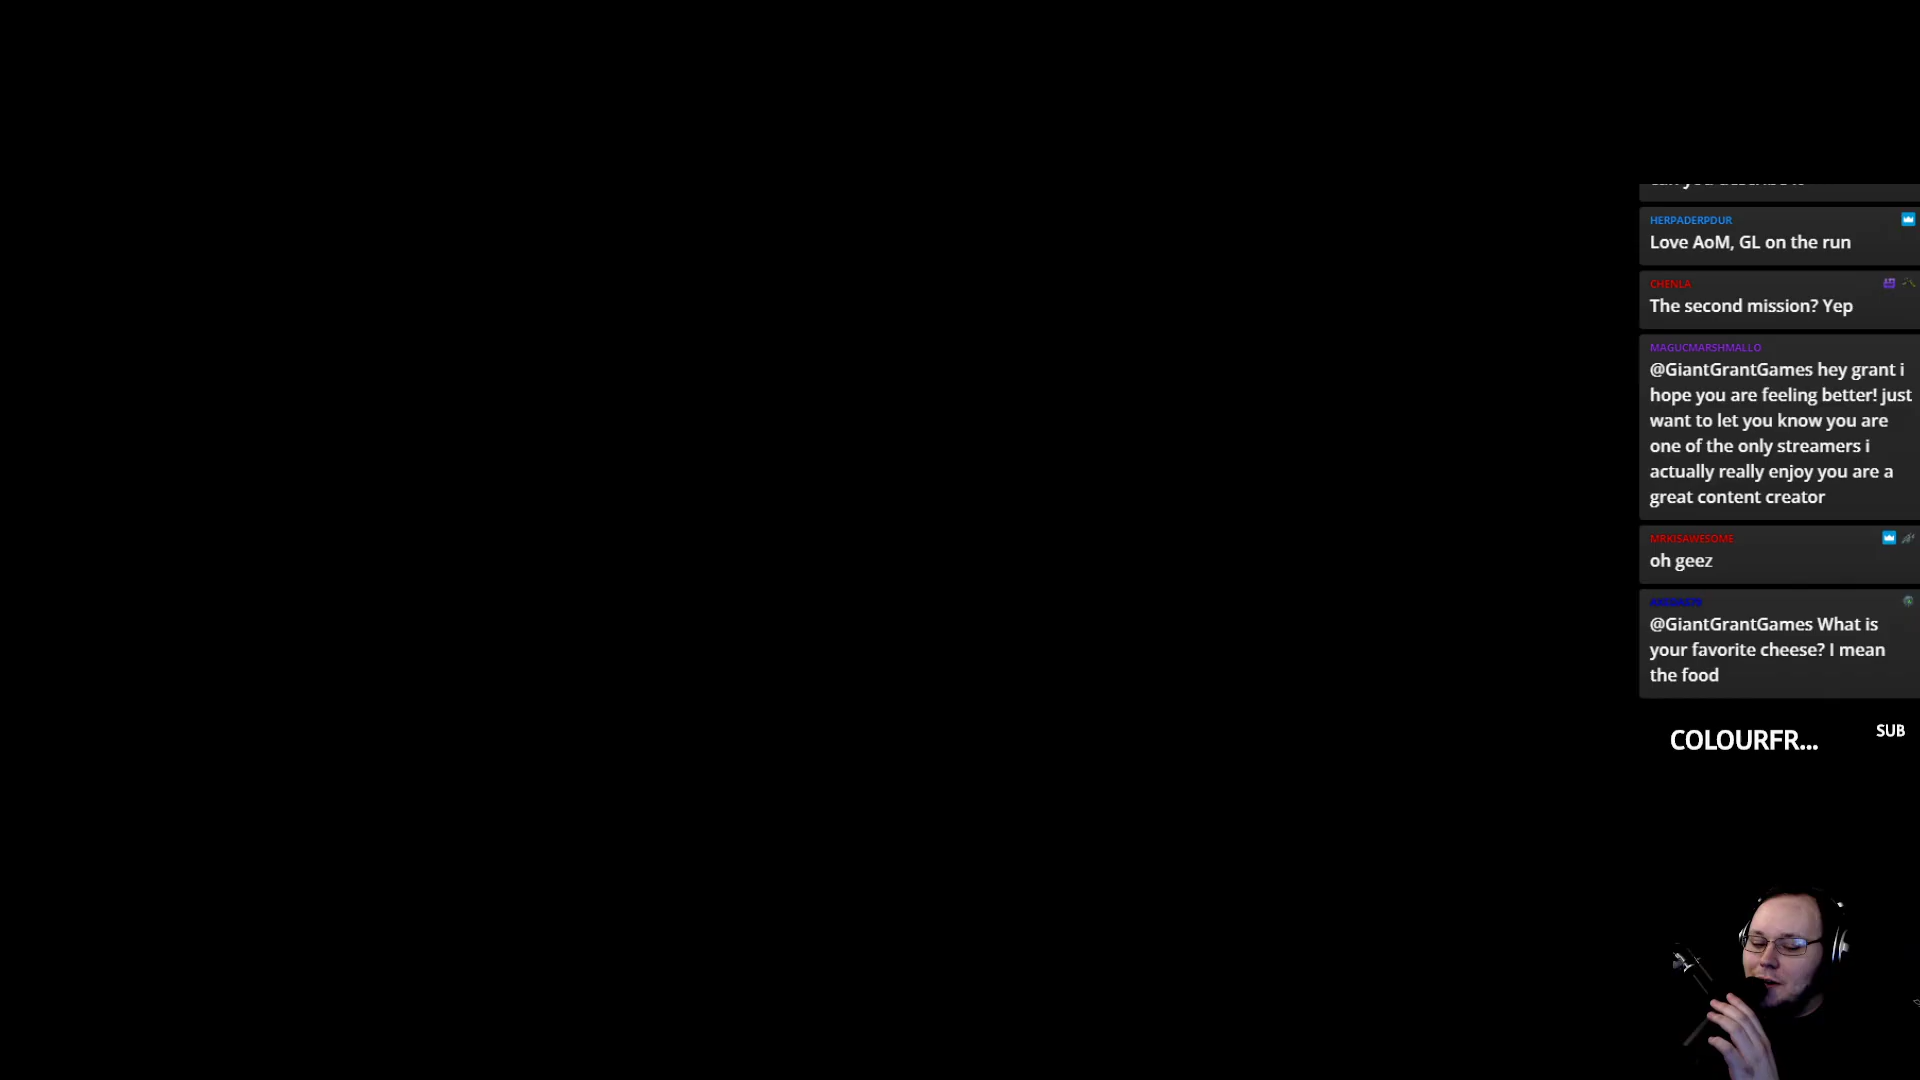 HERPADERPDUR
Love AoM, GL on the run
CHENLA
The second mission? Yep
MAGUCMARSHMALLO
@GiantGrantGames hey grant i
hope you are feeling better! just
want to let you know you are
one of the only streamers i
actually really enjoy you are a
great content creator
MRKISAWESOME
oh geez
@GiantGrantGames What is
your favorite cheese? I mean
the food
COLOURFR...
SUB